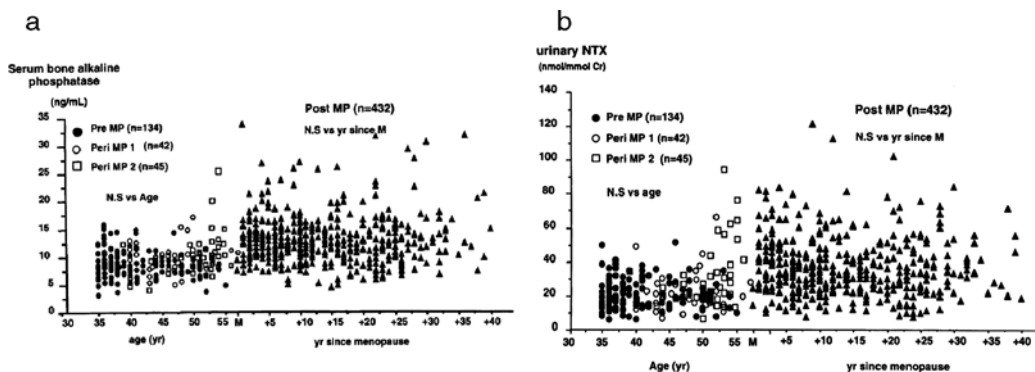 a
Serum bone alkaline
phosphatase
(ng/mL)
Post MP (n=432)
N.S vs yr since M
Pre MP (n=134)
Peri MP 1 (n=42)
Peri MP 2 (n=45)
N.S vs Age
35
30
25
20
15
10
5
0
30 35 40 45 50 55 M +5 +10 +15 +20 +25 +30 +35 +40
age (yr) yr since menopause
b
urinary NTX
(nmol/mmol Cr)
Post MP (n=432)
N.S vs yr since M
Pre MP (n=134)
Peri MP 1 (n=42)
Peri MP 2 (n=45)
N.S vs age
140
120
100
80
60
40
20
0
30 35 40 45 50 55 M +5 +10 +15 +20 +25 +30 +40
Age (yr) yr since menopause